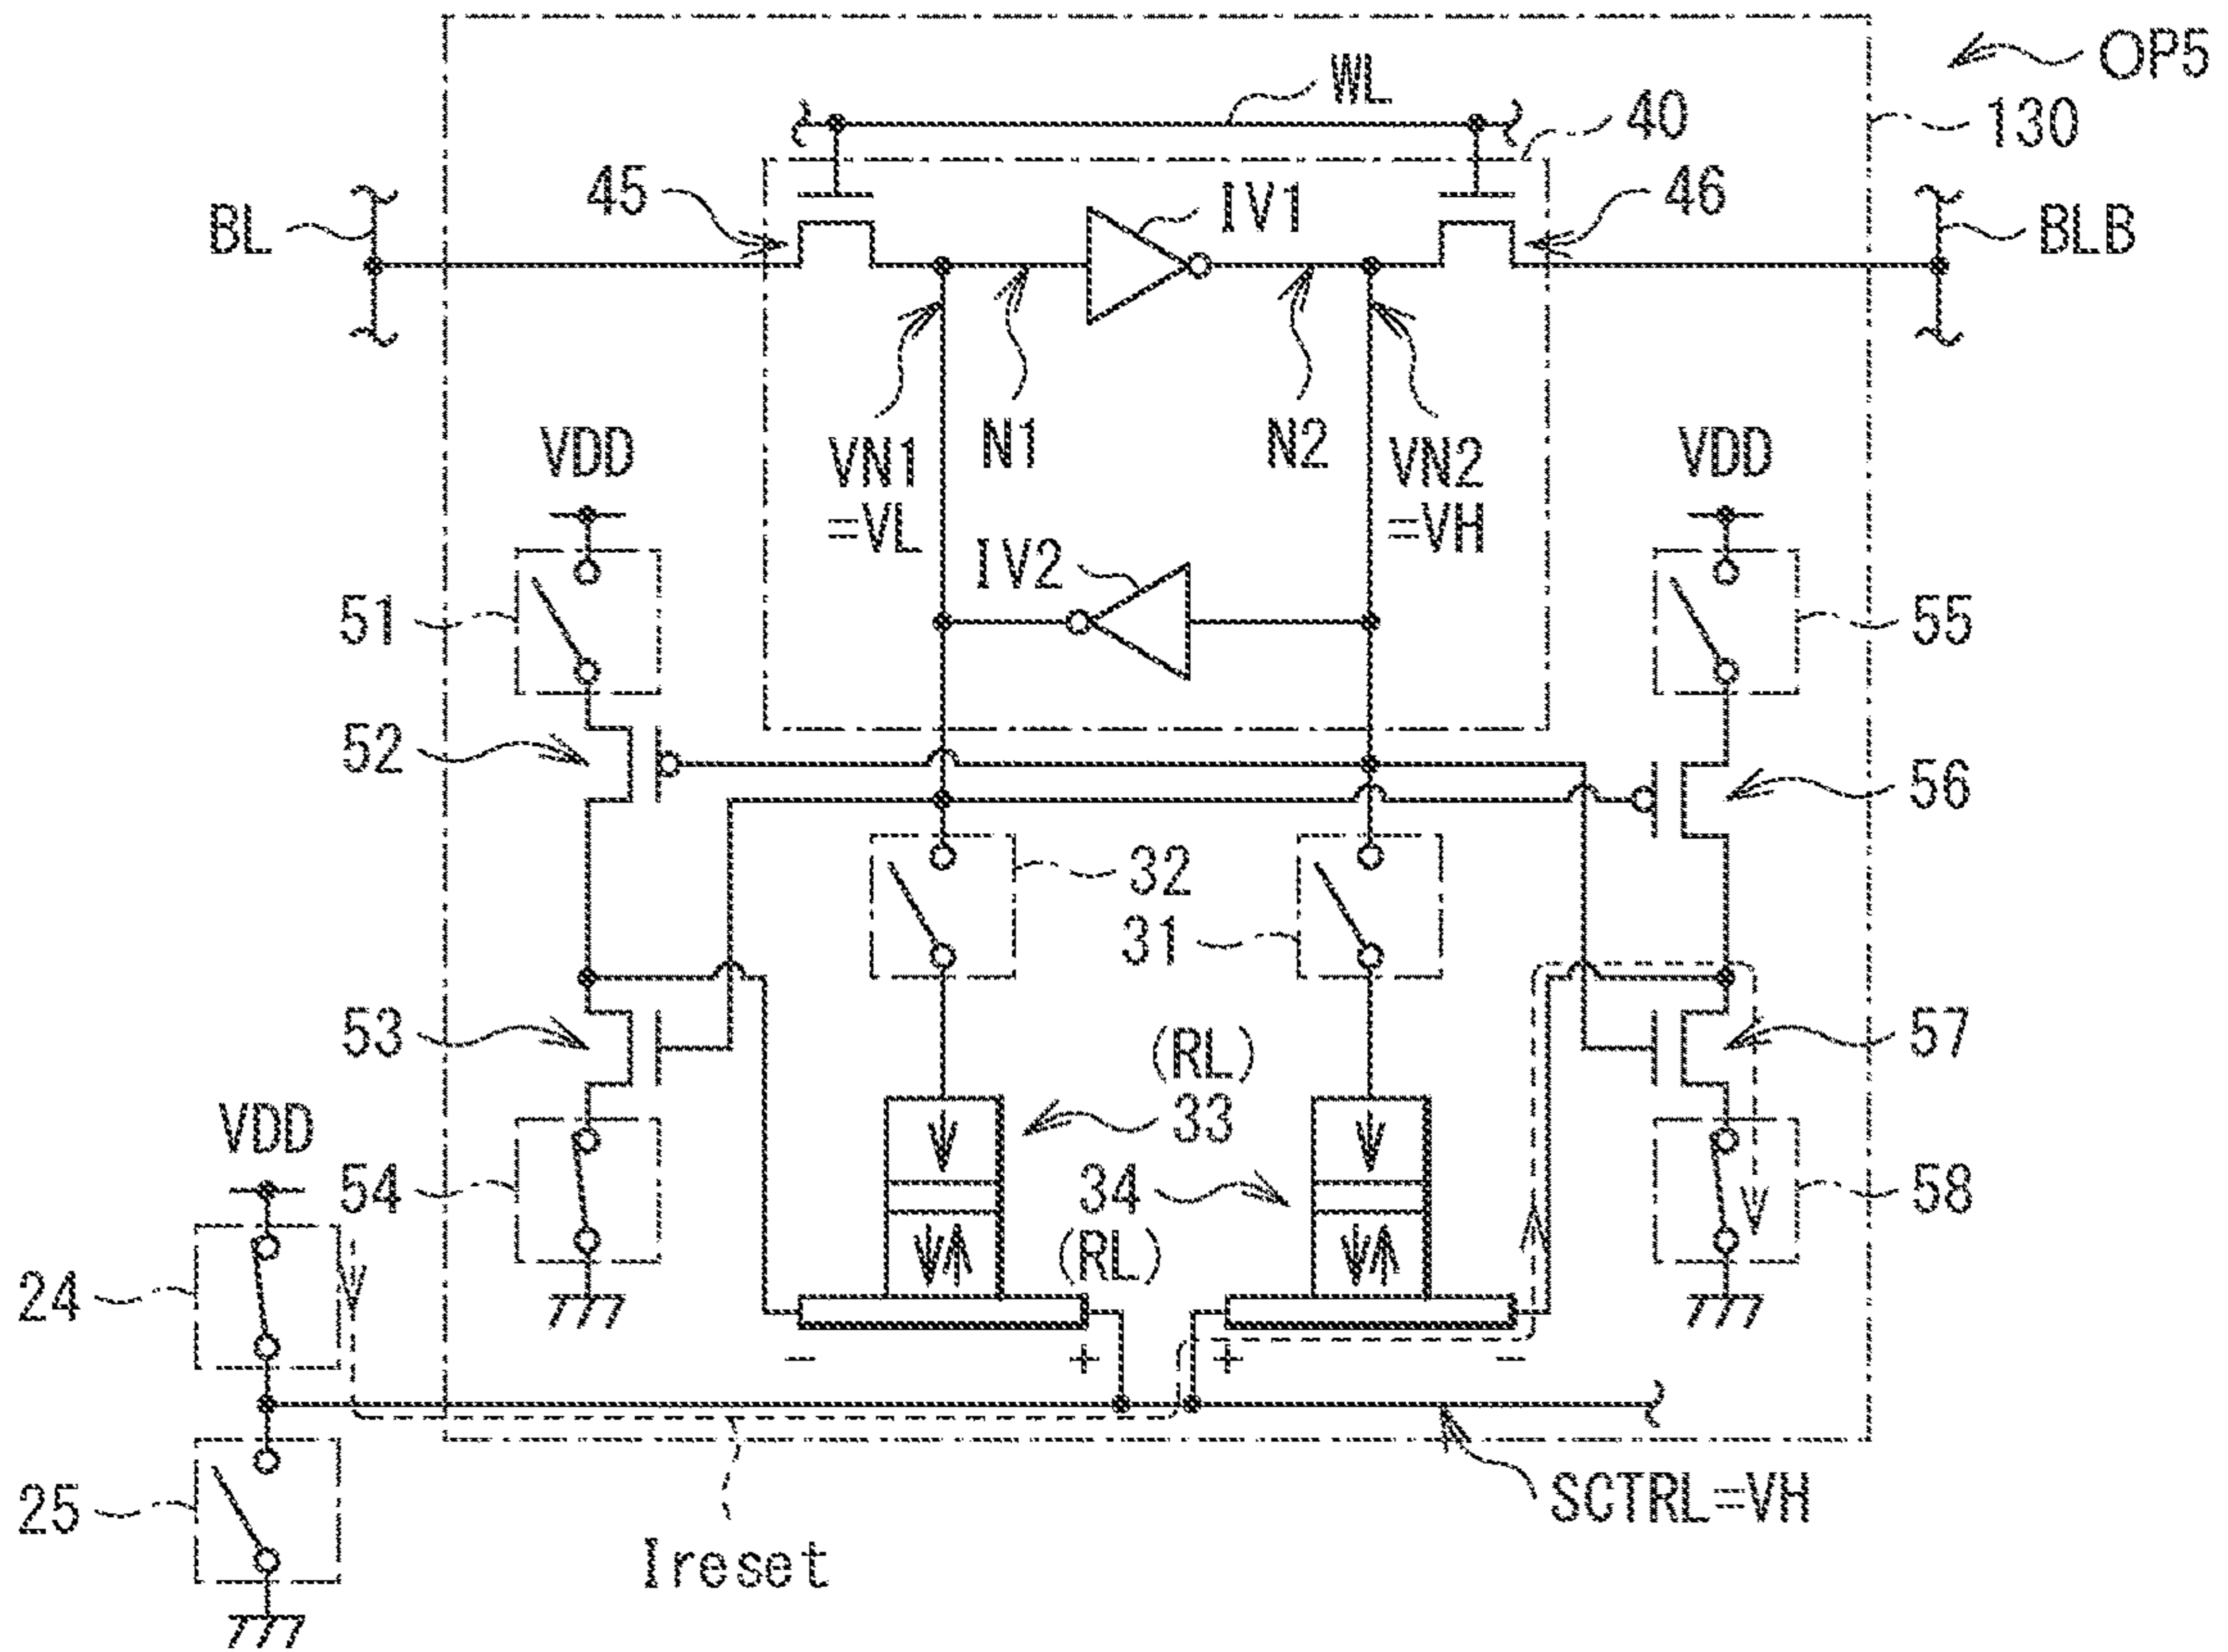 OP5
WL
40
130
45
IV1
46
BL
BLB
VN1
=VL
N1
N2
VN2
=VH
VDD
VDD
IV2
51
55
52
56
32
31
53
(RL)
33
57
VDD
54
34
(RL)
58
24
- + + -
25
SCTRL=VH
Ireset